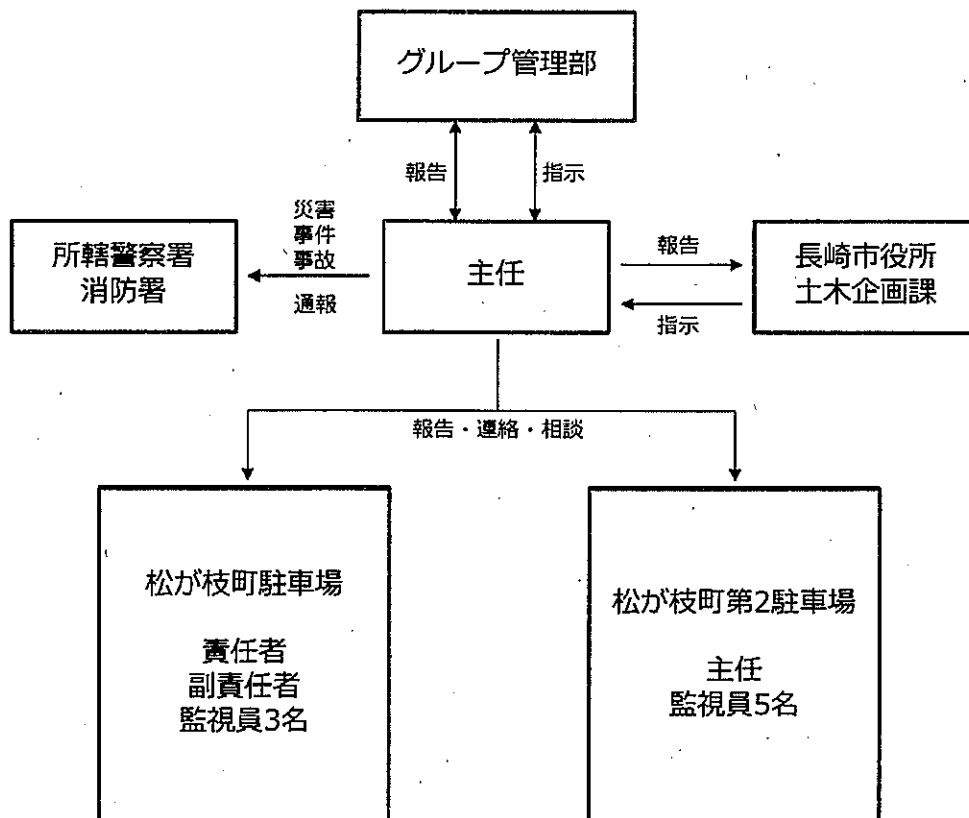 グループ管理部
報告
指示
災害
事件
事故
通報
所轄警察署
消防署
主任
報告
指示
長崎市役所
土木企画課
報告・連絡・相談
松が枝町駐車場
責任者
副責任者
監視員3名
松が枝町第2駐車場
主任
監視員5名